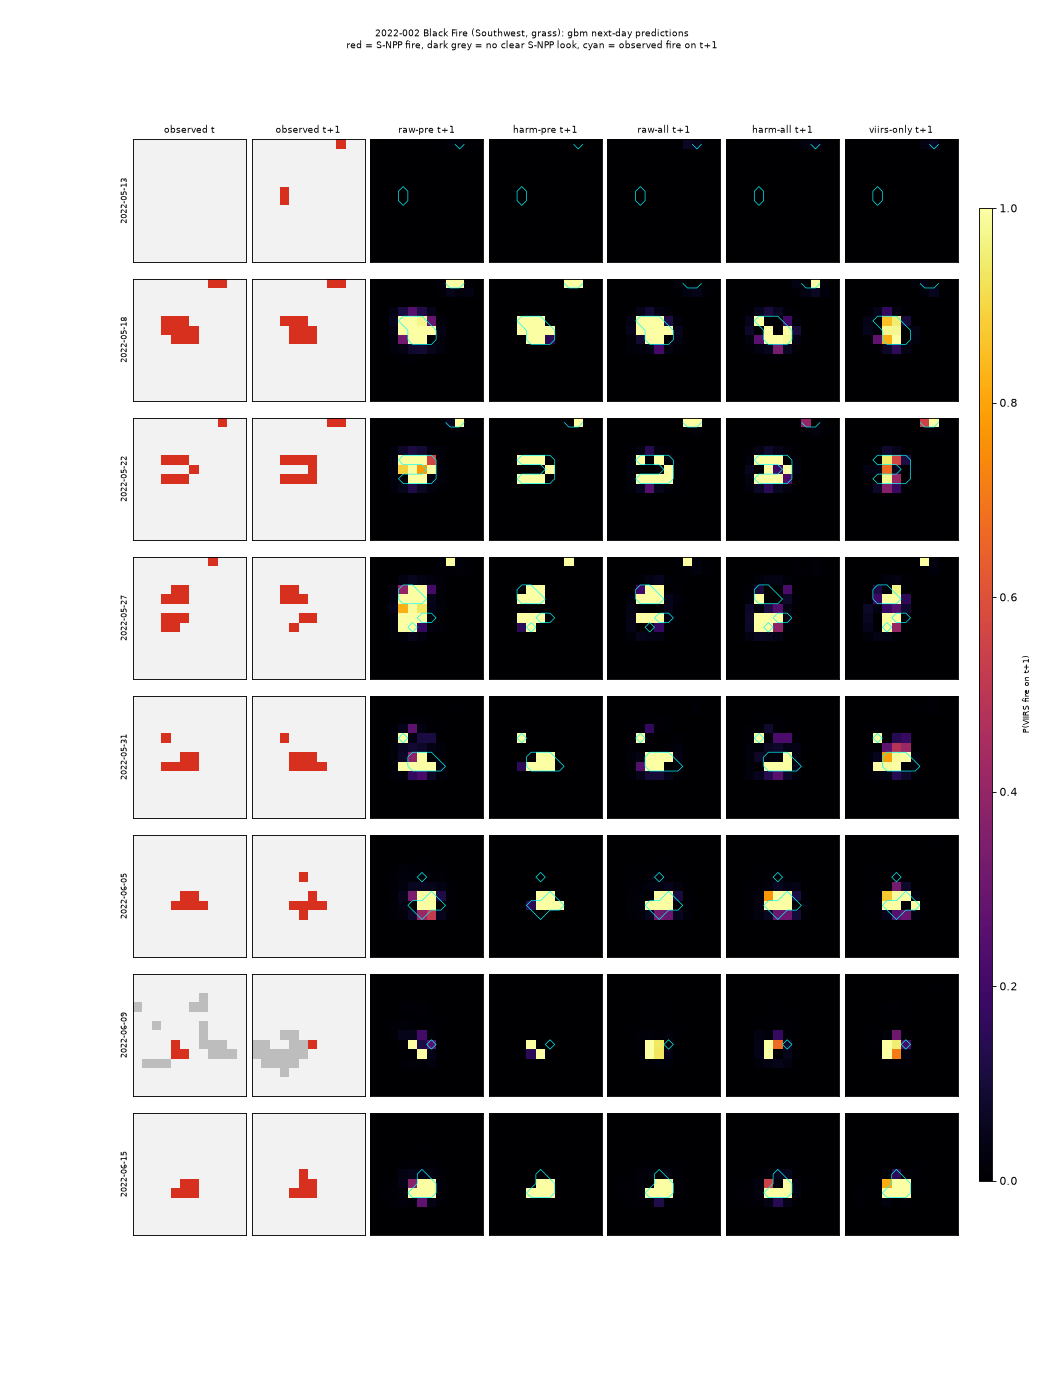 2022-002 Black Fire (Southwest, grass): gbm next-day predictions
red = S-NPP fire, dark grey = no clear S-NPP look, cyan = observed fire on t+1
observed t
observed t+1
raw-pre t+1
harm-pre t+1
raw-all t+1
harm-all t+1
viirs-only t+1
2022-05-13
2022-05-18
2022-05-22
2022-05-27
2022-05-31
2022-06-05
2022-06-09
2022-06-15
1.0
0.8
0.6
0.4
0.2
0.0
P(VIIRS fire on t+1)